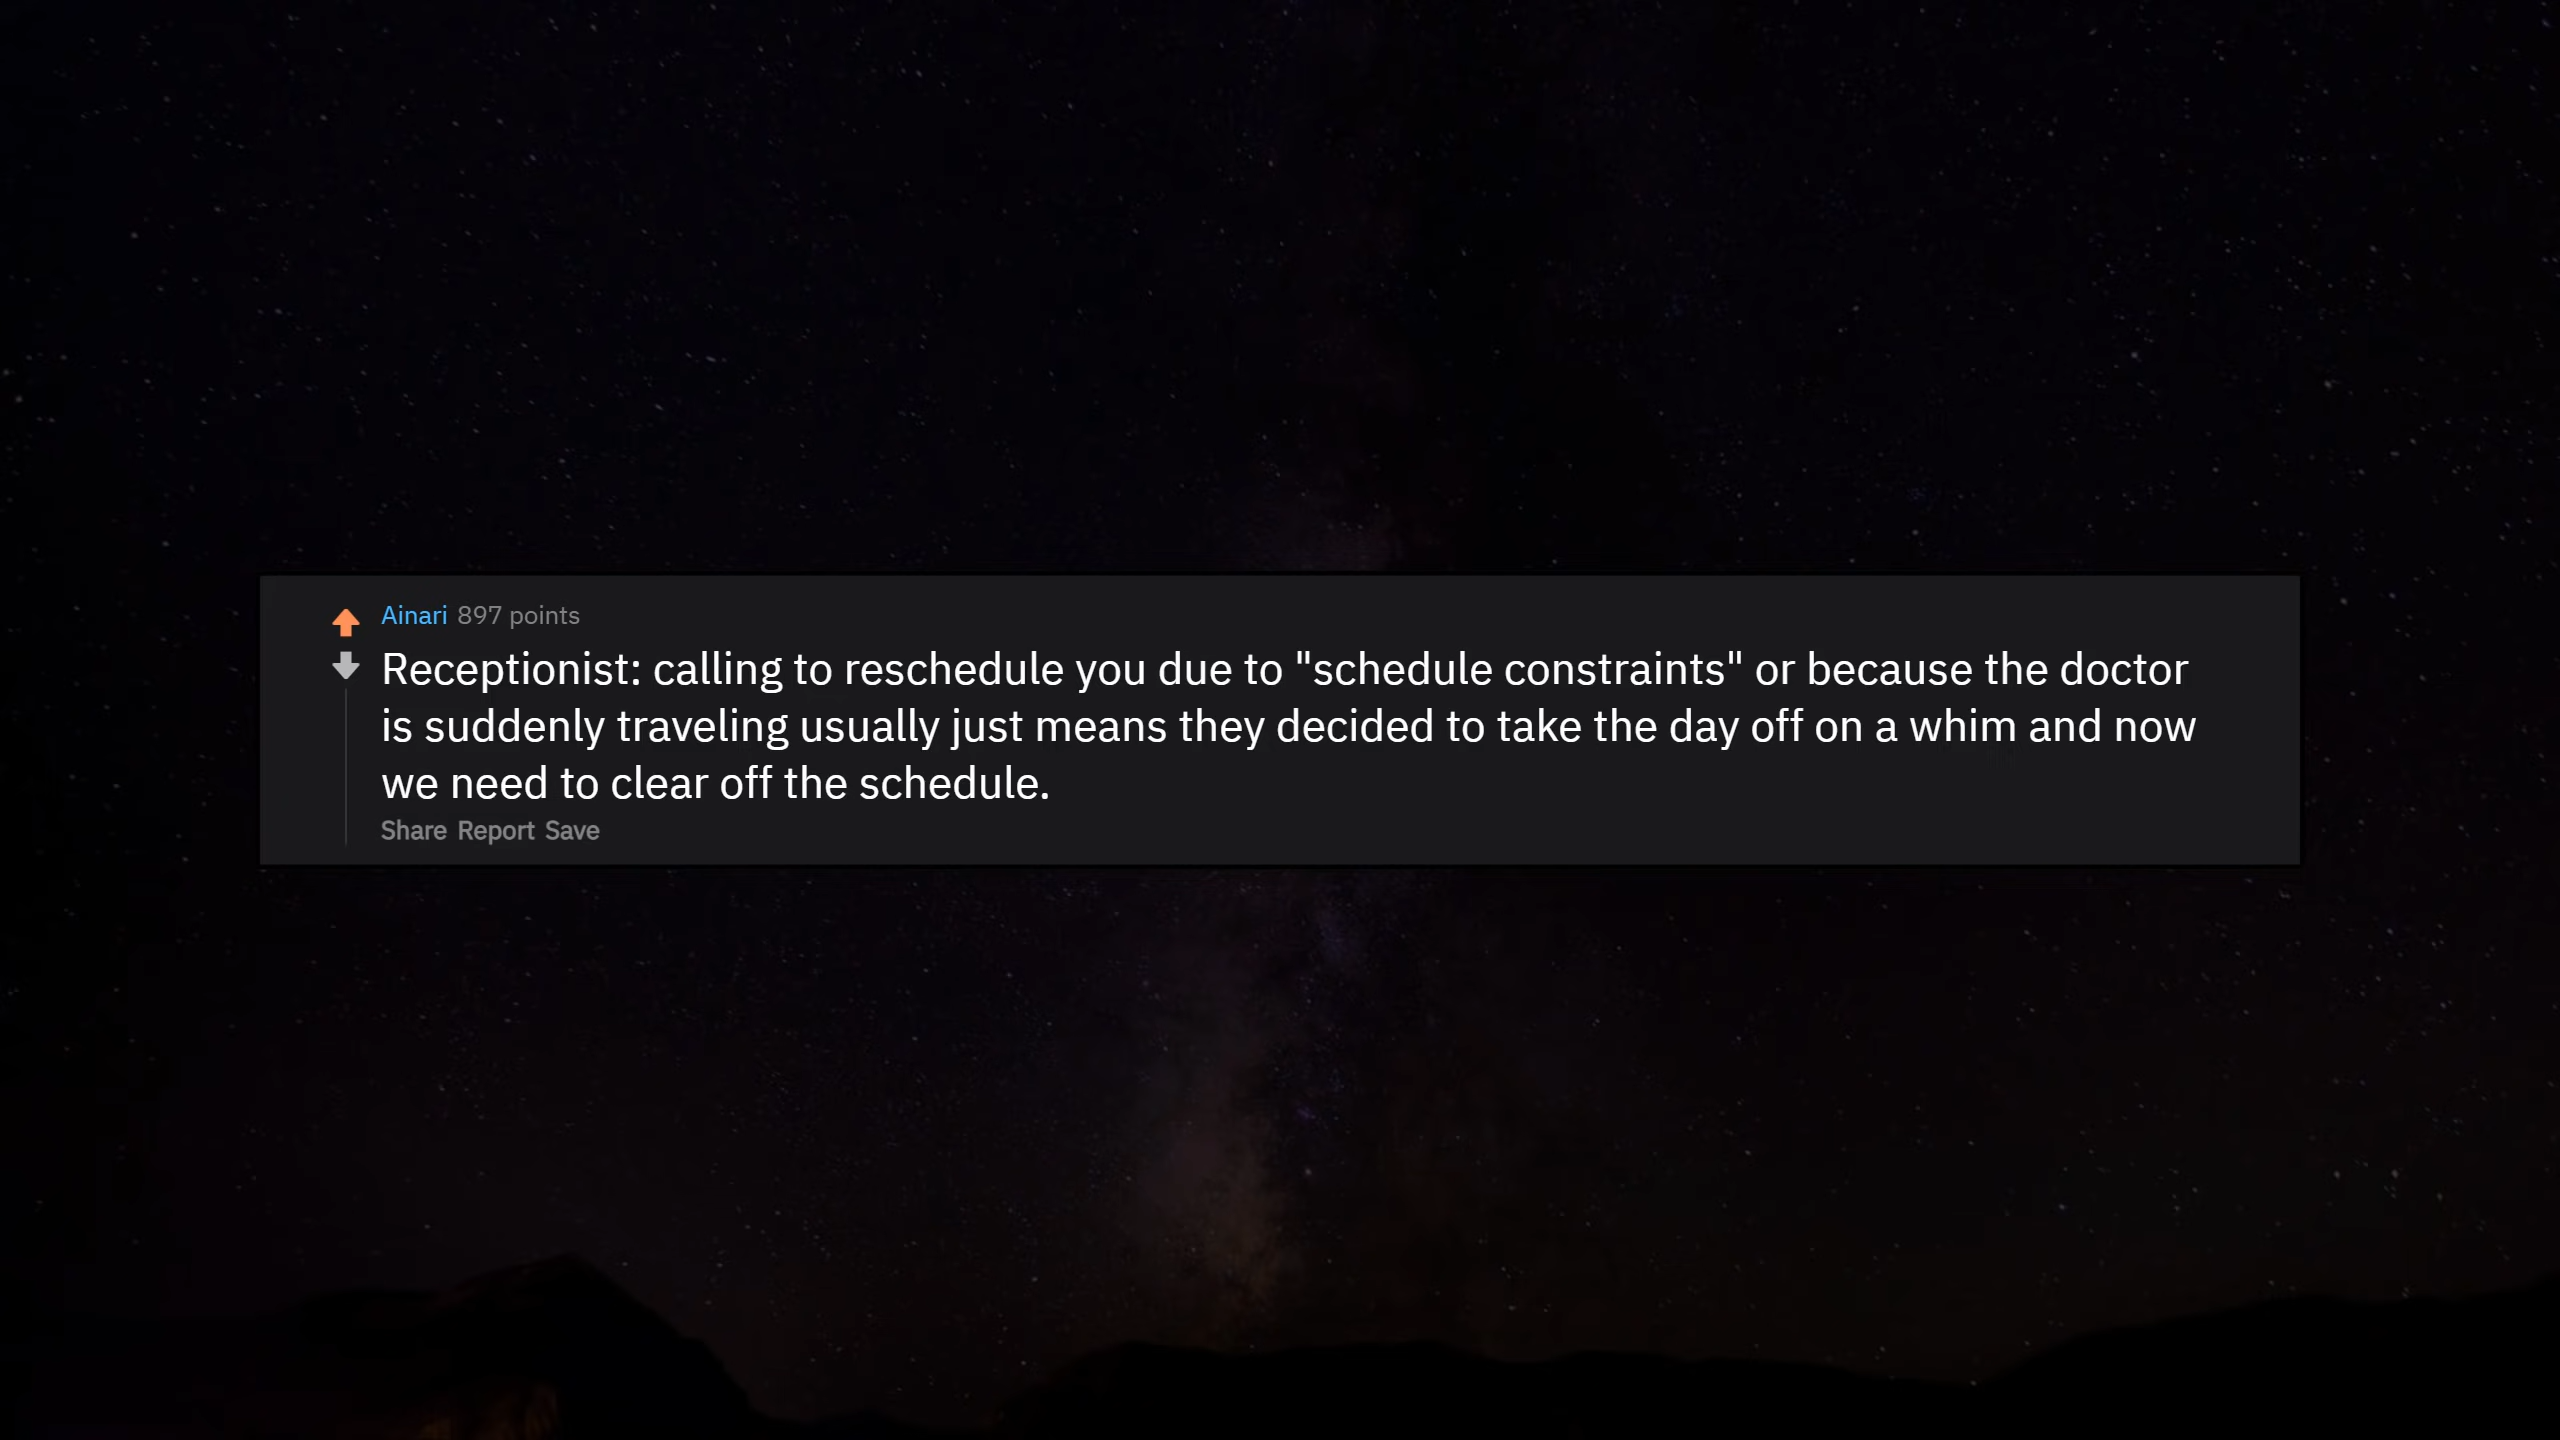 Ainari 897 points
Receptionist: calling to reschedule you due to "schedule constraints" or because the doctor
is suddenly traveling usually just means they decided to take the day off on a whim and now
we need to clear off the schedule.
Share Report Save